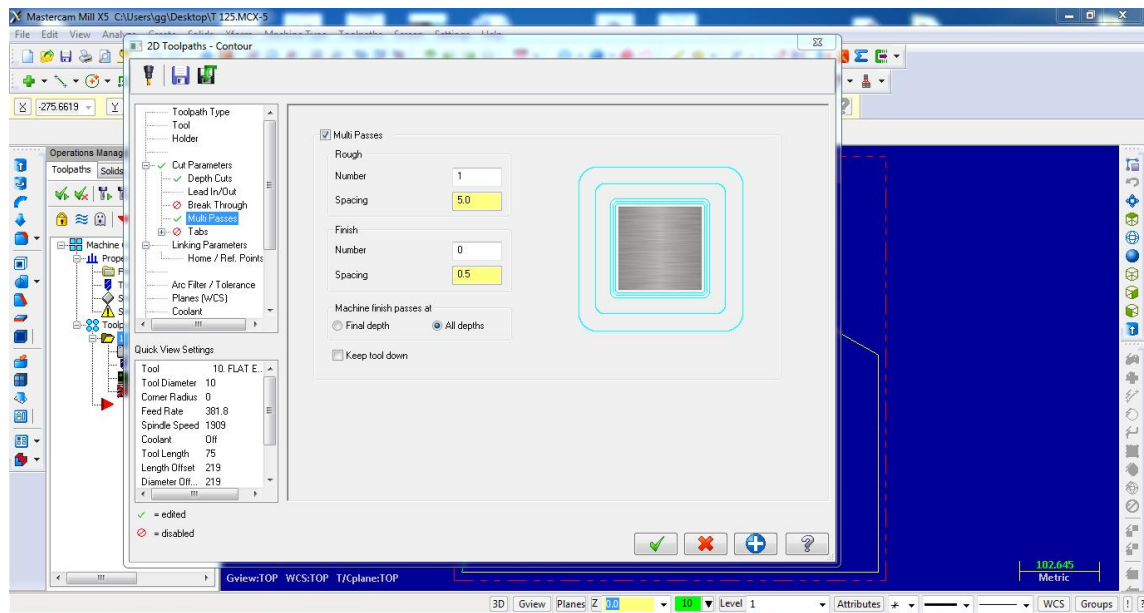 Mastercam Mill X5 C:\Users\gg\Desktop\T 125.MCX-5
File Edit View
2D Toolpaths - Contour
X -275.6619 Y
Operations Manag
Toolpaths Solids
Machine
Prope
Toolp
Toolpath Type
Tool
Holder
Cut Parameters
Depth Cuts
Lead In/Out
Break Through
Multi Passes
Tabs
Linking Parameters
Home / Ref. Points
Arc Filter / Tolerance
Planes (WCS)
Coolant
Quick View Settings
Tool 10. FLAT E...
Tool Diameter 10
Corner Radius 0
Feed Rate 381.8
Spindle Speed 1909
Coolant Off
Tool Length 75
Length Offset 219
Diameter Off... 219
= edited
= disabled
Multi Passes
Rough
Number 1
Spacing 5.0
Finish
Number 0
Spacing 0.5
Machine finish passes at
Final depth All depths
Keep tool down
Gview:TOP WCS:TOP T/Cplane:TOP
102.645
Metric
3D Gview Planes Z 0.0 10 Level 1 Attributes WCS Groups